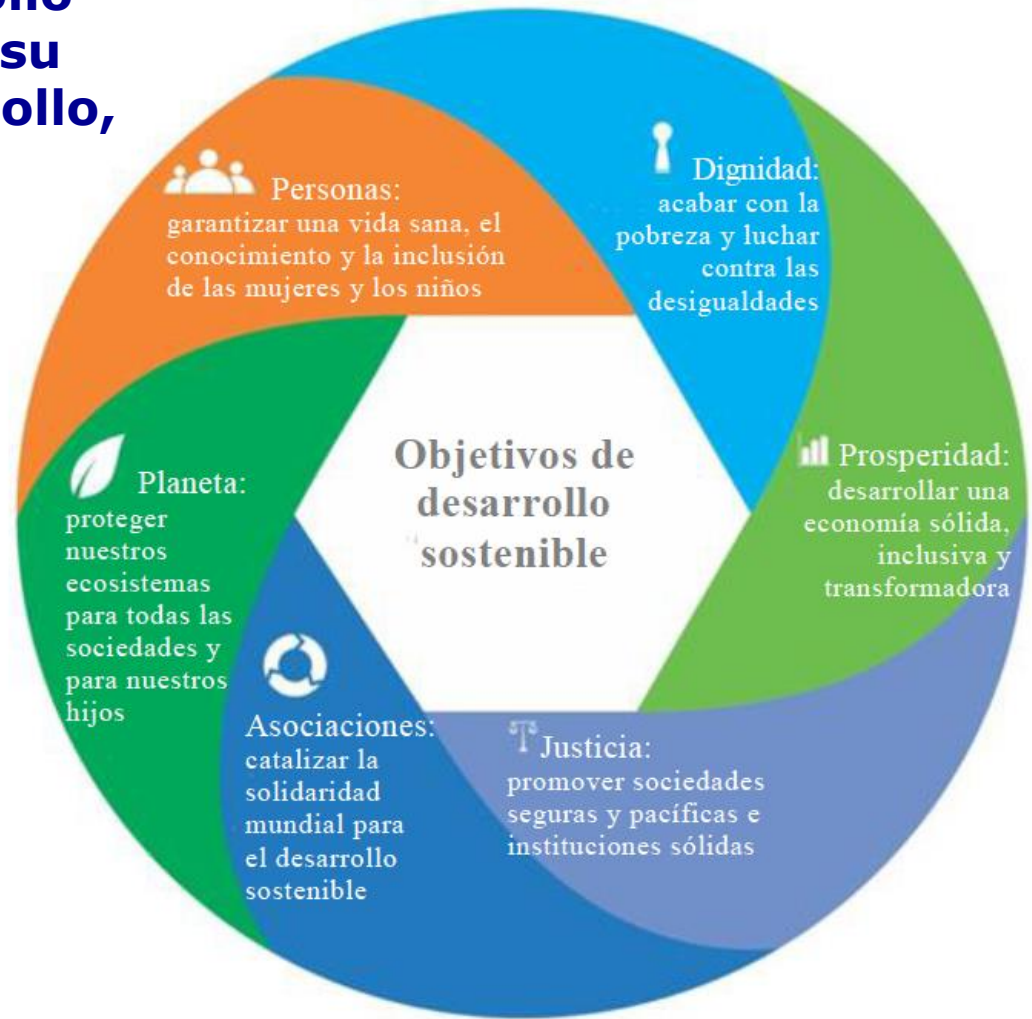 su
ollo,
Personas:
garantizar una vida sana, el
conocimiento y la inclusión
de las mujeres y los niños
Dignidad:
acabar con la
pobreza y luchar
contra las
desigualdades
Prosperidad:
desarrollar una
economía sólida,
inclusiva y
transformadora
Justicia:
promover sociedades
seguras y pacíficas e
instituciones sólidas
Asociaciones:
catalizar la
solidaridad
mundial para
el desarrollo
sostenible
Planeta:
proteger
nuestros
ecosistemas
para todas las
sociedades y
para nuestros
hijos
Objetivos de
desarrollo
sostenible